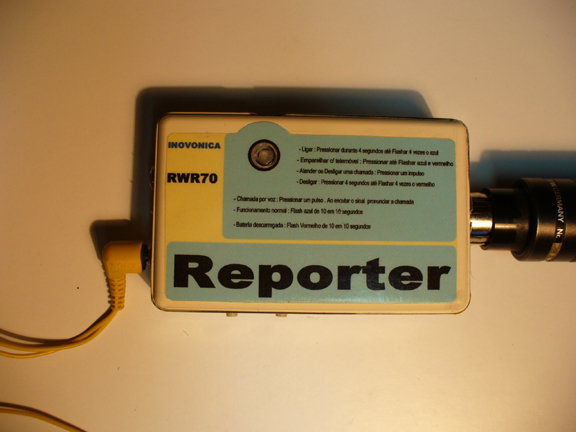 INOVONICA
RWR70
- Ligar : Pressionar durante 4 segundos até Flashar 4 vezes o azul
- Emparelhar c/ telemóvel : Pressionar até Flashar azul e vermelho
- Atender ou Desligar uma chamada : Pressionar um impulso
- Desligar : Pressionar 4 segundos até Flashar 4 vezes o vermelho
- Chamada por voz : Pressionar um pulso . Ao escutar o sinal pronunciar a chamada
- Funcionamento normal : Flash azul de 10 em 10 segundos
- Bateria descarregada : Flash Vermelho de 10 em 10 segundos
Reporter
GERMANY